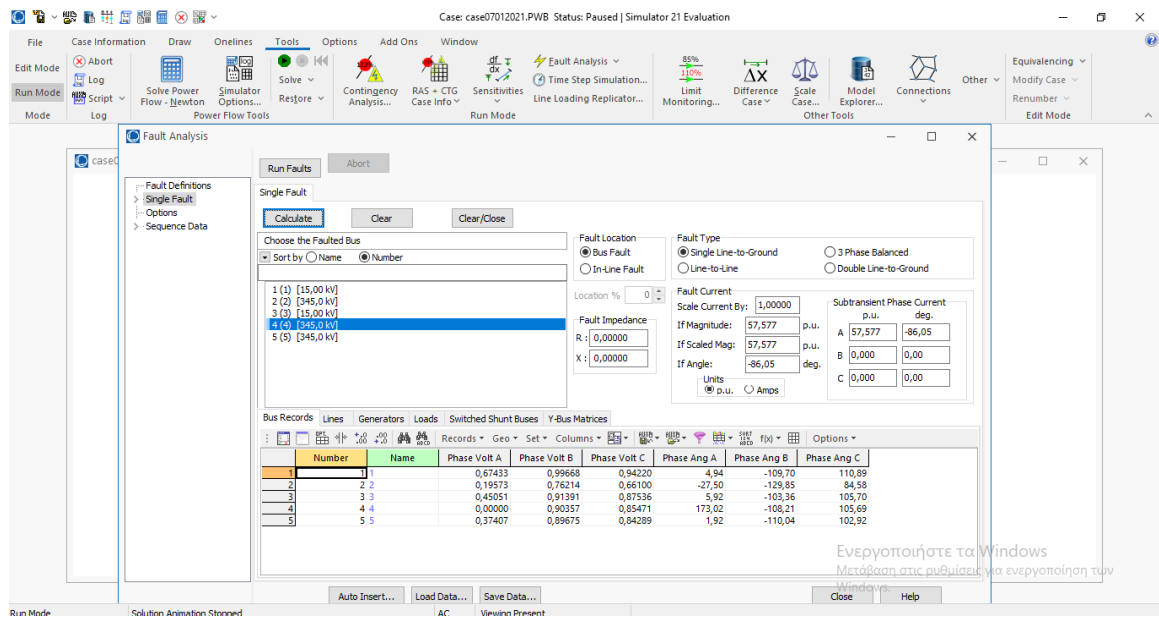 Case: case07012021.PWB Status: Paused | Simulator 21 Evaluation
File Case Information Draw Onelines Tools Options Add Ons Window
Edit Mode
Run Mode
Mode
Abort
Log
Script
Log
Solve Power
Flow - Newton
Simulator
Options...
Power Flow Tools
Solve
Restore
Contingency
Analysis...
RAS + CTG
Case Info
Sensitivities
Fault Analysis
Time Step Simulation...
Line Loading Replicator...
Run Mode
85%
110%
Limit
Monitoring...
Difference
Case
Scale
Case...
Model
Explorer...
Connections
Other
Other Tools
Equivalencing
Modify Case
Renumber
Edit Mode
case0
Fault Analysis
Run Faults Abort
Fault Definitions
Single Fault
Options
Sequence Data
Single Fault
Calculate Clear Clear/Close
Choose the Faulted Bus
Sort by Name Number
1 (1) [15,00 kV]
2 (2) [345,0 kV]
3 (3) [15,00 kV]
4 (4) [345,0 kV]
5 (5) [345,0 kV]
Fault Location
Bus Fault
In-Line Fault
Location % 0
Fault Impedance
R : 0,00000
X : 0,00000
Fault Type
Single Line-to-Ground 3 Phase Balanced
Line-to-Line Double Line-to-Ground
Fault Current
Scale Current By: 1,00000
If Magnitude: 57,577 p.u.
If Scaled Mag: 57,577 p.u.
If Angle: -86,05 deg.
Units
p.u. Amps
Subtransient Phase Current
p.u. deg.
A 57,577 -86,05
B 0,000 0,00
C 0,000 0,00
Bus Records Lines Generators Loads Switched Shunt Buses Y-Bus Matrices
Records Geo Set Columns f(x) Options
Number Name Phase Volt A Phase Volt B Phase Volt C Phase Ang A Phase Ang B Phase Ang C
1 1 1 0,67433 0,99668 0,94220 4,94 -109,70 110,89
2 2 2 0,19573 0,76214 0,66100 -27,50 -129,85 84,58
3 3 3 0,45051 0,91391 0,87536 5,92 -103,36 105,70
4 4 4 0,00000 0,90357 0,85471 173,02 -108,21 105,69
5 5 5 0,37407 0,89675 0,84289 1,92 -110,04 102,92
Ενεργοποιήστε τα Windows
Μετάβαση στις ρυθμίσεις για ενεργοποίηση των
Windows.
Auto Insert... Load Data... Save Data... Close Help
Run Mode Solution Animation Stopped AC Viewing Present